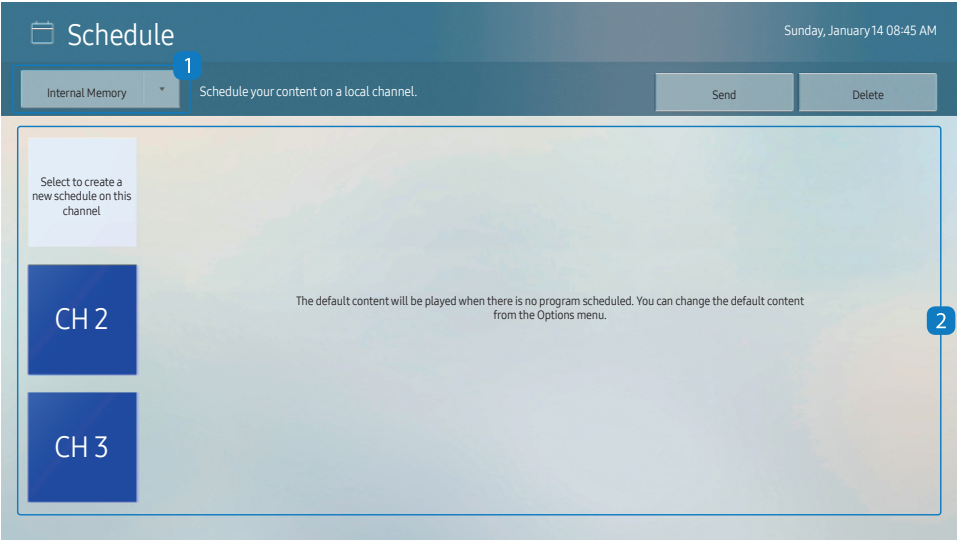 Schedule
Sunday, January 14 08:45 AM
1
Internal Memory
Schedule your content on a local channel.
Send
Delete
Select to create a
new schedule on this
channel
CH 2
The default content will be played when there is no program scheduled. You can change the default content
from the Options menu.
2
CH 3